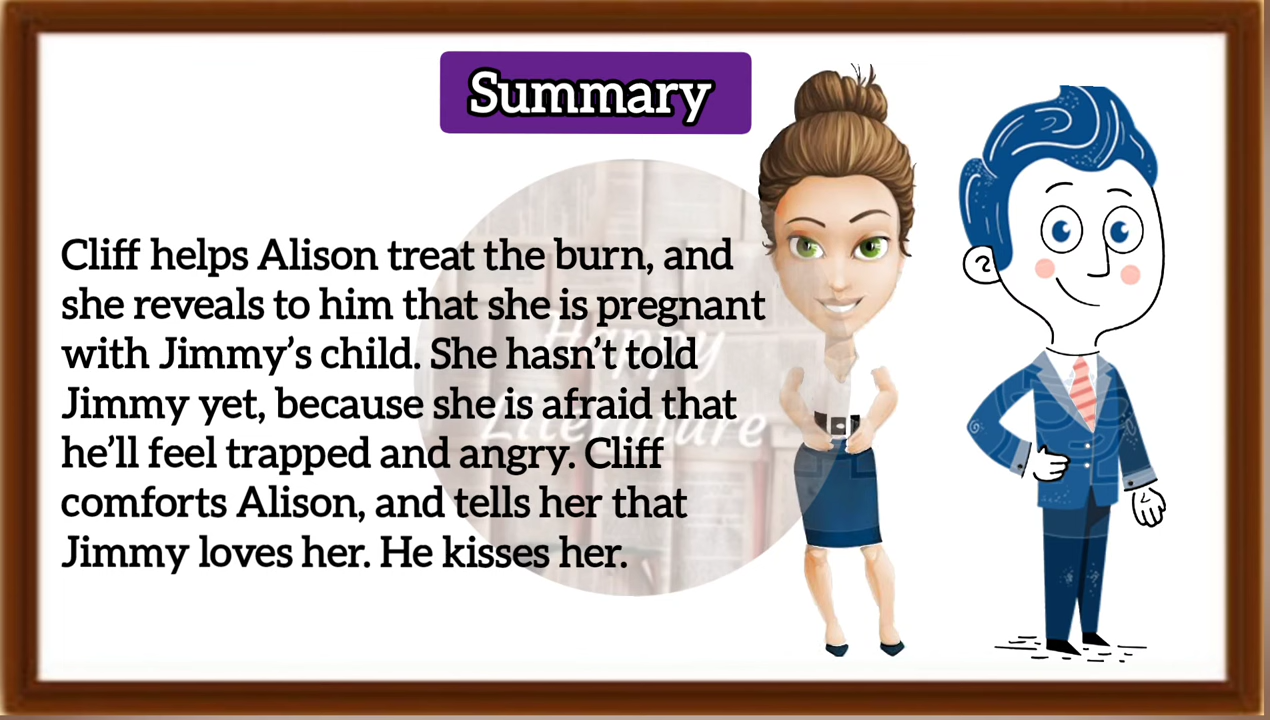 Summary
Cliff helps Alison treat the burn, and
she reveals to him that she is pregnant
with Jimmy's child. She hasn't told
Jimmy yet, because she is afraid that
he'll feel trapped and angry. Cliff
comforts Alison, and tells her that
Jimmy loves her. He kisses her.
Happy
Literature